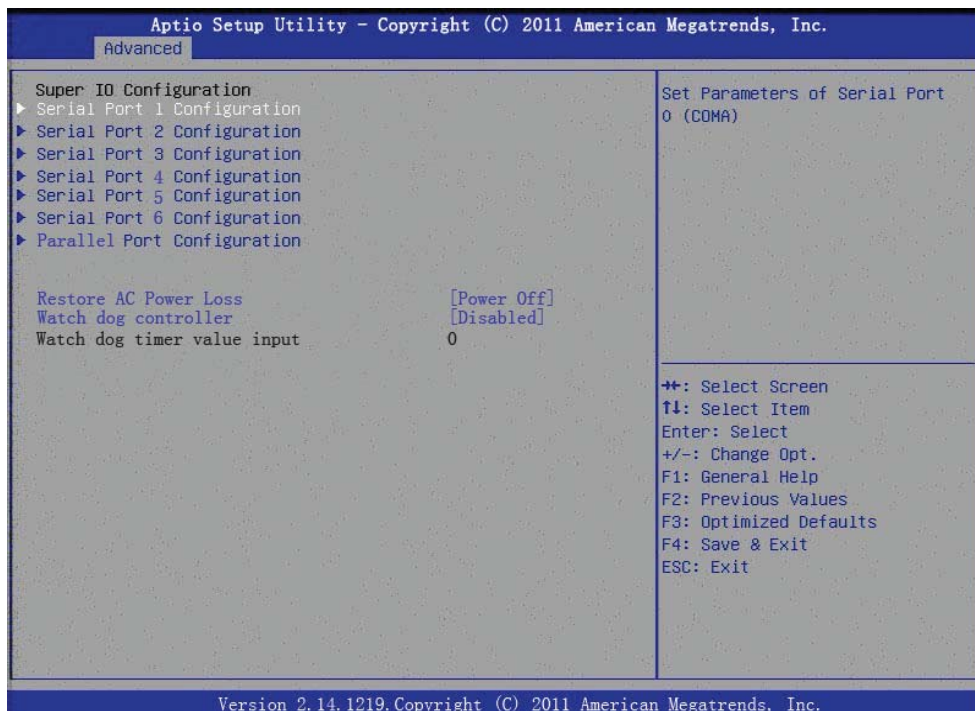 Aptio Setup Utility - Copyright (C) 2011 American Megatrends, Inc.
Advanced
Super IO Configuration
Serial Port 1 Configuration
Serial Port 2 Configuration
Serial Port 3 Configuration
Serial Port 4 Configuration
Serial Port 5 Configuration
Serial Port 6 Configuration
Parallel Port Configuration
Restore AC Power Loss [Power Off]
Watch dog controller [Disabled]
Watch dog timer value input 0
Set Parameters of Serial Port
0 (COMA)
→←: Select Screen
↑↓: Select Item
Enter: Select
+/-: Change Opt.
F1: General Help
F2: Previous Values
F3: Optimized Defaults
F4: Save & Exit
ESC: Exit
Version 2.14.1219.Copyright (C) 2011 American Megatrends, Inc.